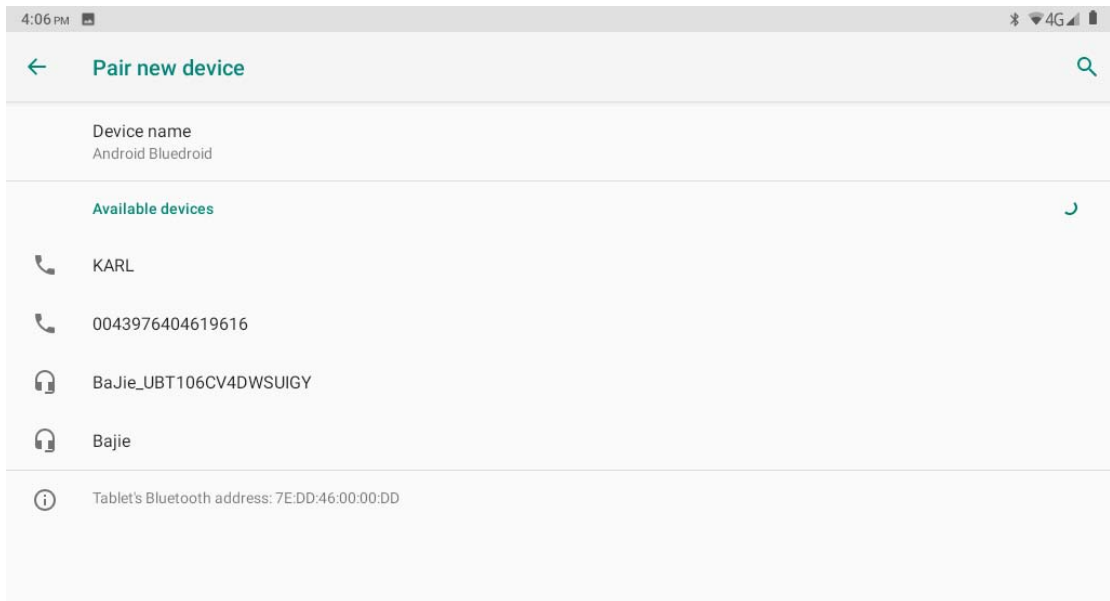 4:06 PM
4G
Pair new device
Device name
Android Bluedroid
Available devices
KARL
0043976404619616
BaJie_UBT106CV4DWSUIGY
Bajie
Tablet's Bluetooth address: 7E:DD:46:00:00:DD